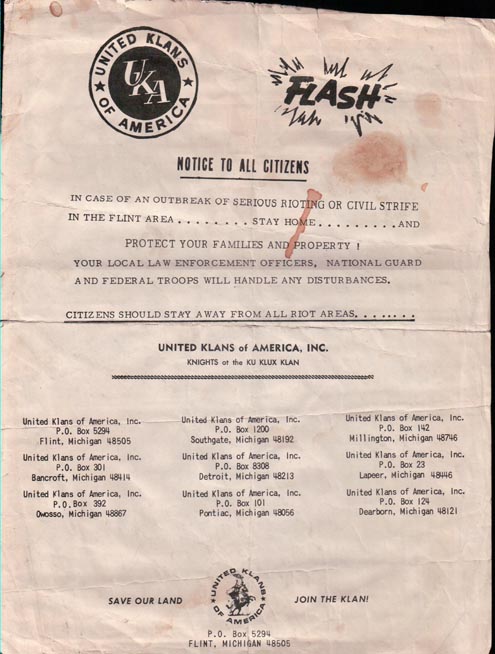 UNITED KLANS
UKA
OF AMERICA
FLASH
NOTICE TO ALL CITIZENS
IN CASE OF AN OUTBREAK OF SERIOUS RIOTING OR CIVIL STRIFE
IN THE FLINT AREA . . . . . . . . STAY HOME . . . . . . . . . AND
PROTECT YOUR FAMILIES AND PROPERTY !
YOUR LOCAL LAW ENFORCEMENT OFFICERS, NATIONAL GUARD
AND FEDERAL TROOPS WILL HANDLE ANY DISTURBANCES.
CITIZENS SHOULD STAY AWAY FROM ALL RIOT AREAS. . . . . . .
UNITED KLANS of AMERICA, INC.
KNIGHTS of the KU KLUX KLAN
United Klans of America, Inc.
P.O. Box 5294
Flint, Michigan 48505
United Klans of America, Inc.
P.O. Box 1200
Southgate, Michigan 48192
United Klans of America, Inc.
P.O. Box 142
Millington, Michigan 48746
United Klans of America, Inc.
P.O. Box 301
Bancroft, Michigan 48414
United Klans of America, Inc.
P.O. Box 8308
Detroit, Michigan 48213
United Klans of America, Inc.
P.O. Box 23
Lapeer, Michigan 48446
United Klans of America, Inc.
P.O. Box 392
Owosso, Michigan 48867
United Klans of America, Inc.
P.O. Box 101
Pontiac, Michigan 48056
United Klans of America, Inc.
P.O. Box 124
Dearborn, Michigan 48121
SAVE OUR LAND
UNITED KLANS
OF AMERICA
JOIN THE KLAN!
P.O. Box 5294
FLINT, MICHIGAN 48505